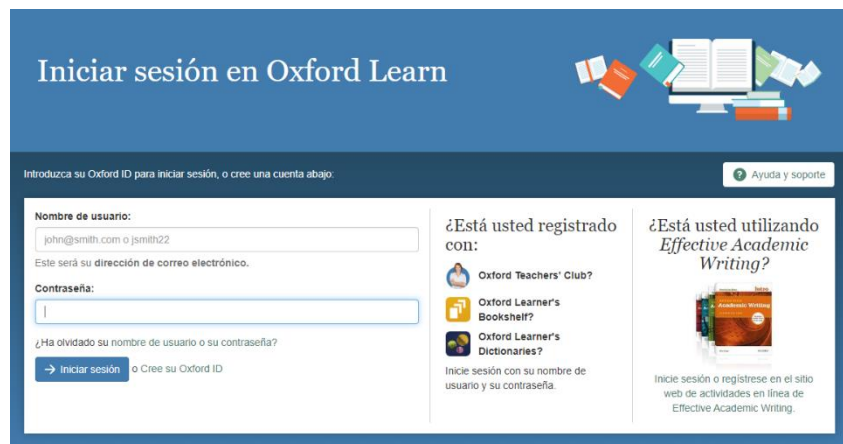 Iniciar sesión en Oxford Learn
Introduzca su Oxford ID para iniciar sesión, o cree una cuenta abajo:
Ayuda y soporte
Nombre de usuario:
john@smith.com o jsmith22
Este será su dirección de correo electrónico.
Contraseña:
¿Ha olvidado su nombre de usuario o su contraseña?
→ Iniciar sesión o Cree su Oxford ID
¿Está usted registrado
con:
Oxford Teachers' Club?
Oxford Learner's
Bookshelf?
Oxford Learner's
Dictionaries?
Inicie sesión con su nombre de
usuario y su contraseña.
¿Está usted utilizando
Effective Academic
Writing?
Intro
Academic Writing
Inicie sesión o regístrese en el sitio
web de actividades en línea de
Effective Academic Writing.